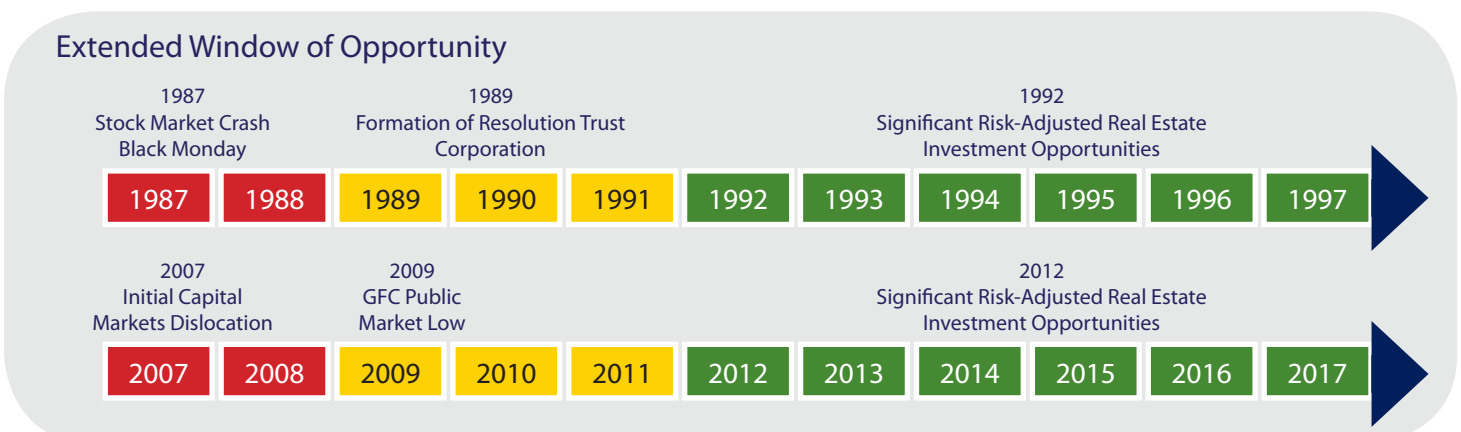 Extended Window of Opportunity
1987
Stock Market Crash
Black Monday
1989
Formation of Resolution Trust
Corporation
1992
Significant Risk-Adjusted Real Estate
Investment Opportunities
1987 1988 1989 1990 1991 1992 1993 1994 1995 1996 1997
2007
Initial Capital
Markets Dislocation
2009
GFC Public
Market Low
2012
Significant Risk-Adjusted Real Estate
Investment Opportunities
2007 2008 2009 2010 2011 2012 2013 2014 2015 2016 2017